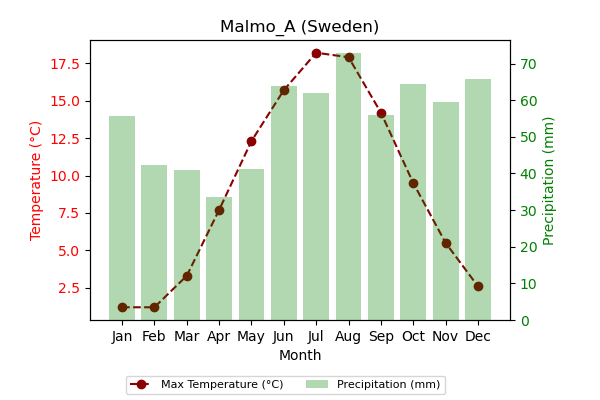 Malmo_A (Sweden)
17.5
15.0
12.5
10.0
7.5
5.0
2.5
Temperature (°C)
70
60
50
40
30
20
10
0
Precipitation (mm)
Jan Feb Mar Apr May Jun Jul Aug Sep Oct Nov Dec
Month
Max Temperature (°C) Precipitation (mm)